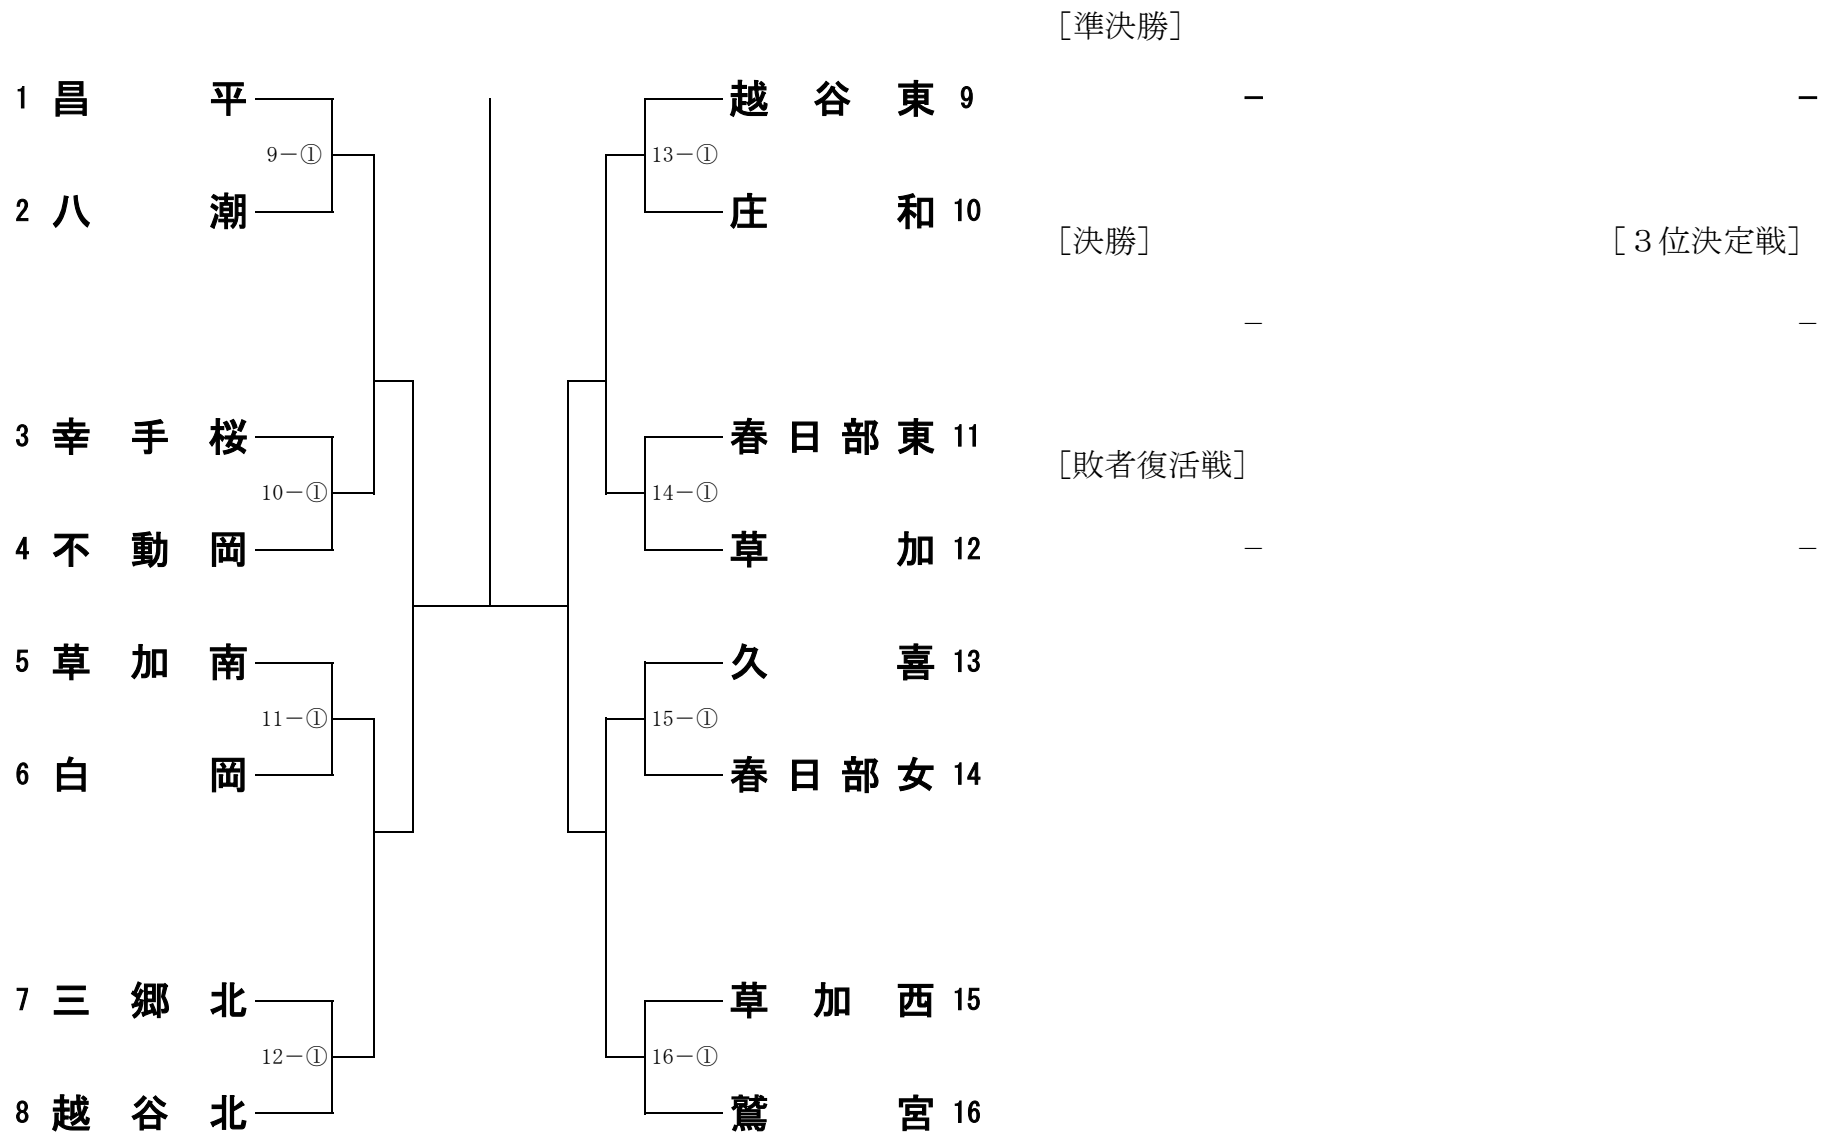 ［準決勝］
1 昌平 越谷東 9 － －
9－① 13－①
2 八潮 庄和 10
［決勝］ ［３位決定戦］
－ －
3 幸手桜 春日部東 11
［敗者復活戦］
10－① 14－①
4 不動岡 草加 12 － －
5 草加南 久喜 13
11－① 15－①
6 白岡 春日部女 14
7 三郷北 草加西 15
12－① 16－①
8 越谷北 鷲宮 16